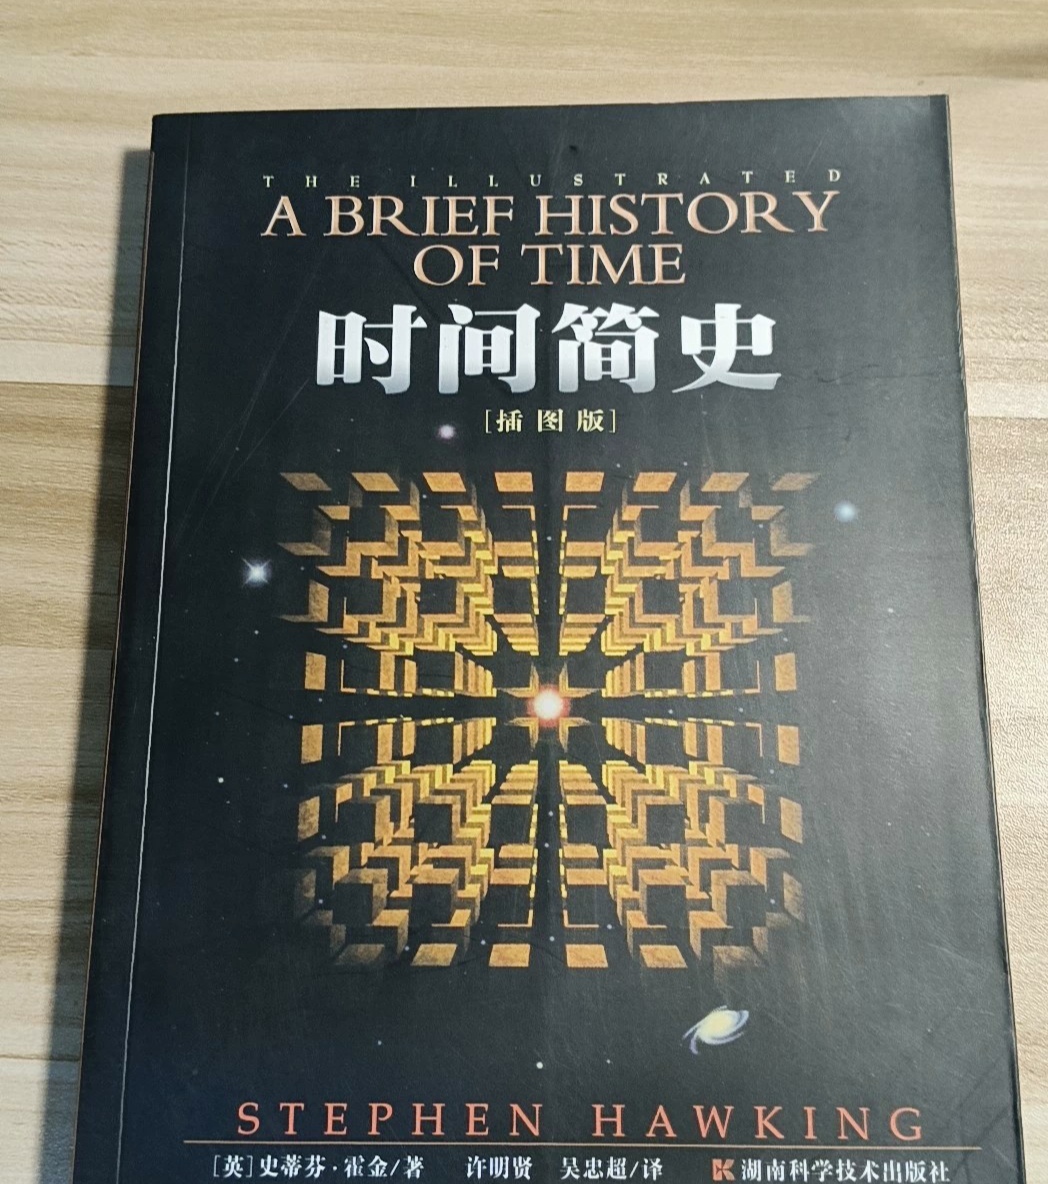 THE ILLUSTRATED
A BRIEF HISTORY
OF TIME
时间简史
[插图版]
STEPHEN HAWKING
[英]史蒂芬·霍金/著 许明贤 吴忠超/译 湖南科学技术出版社